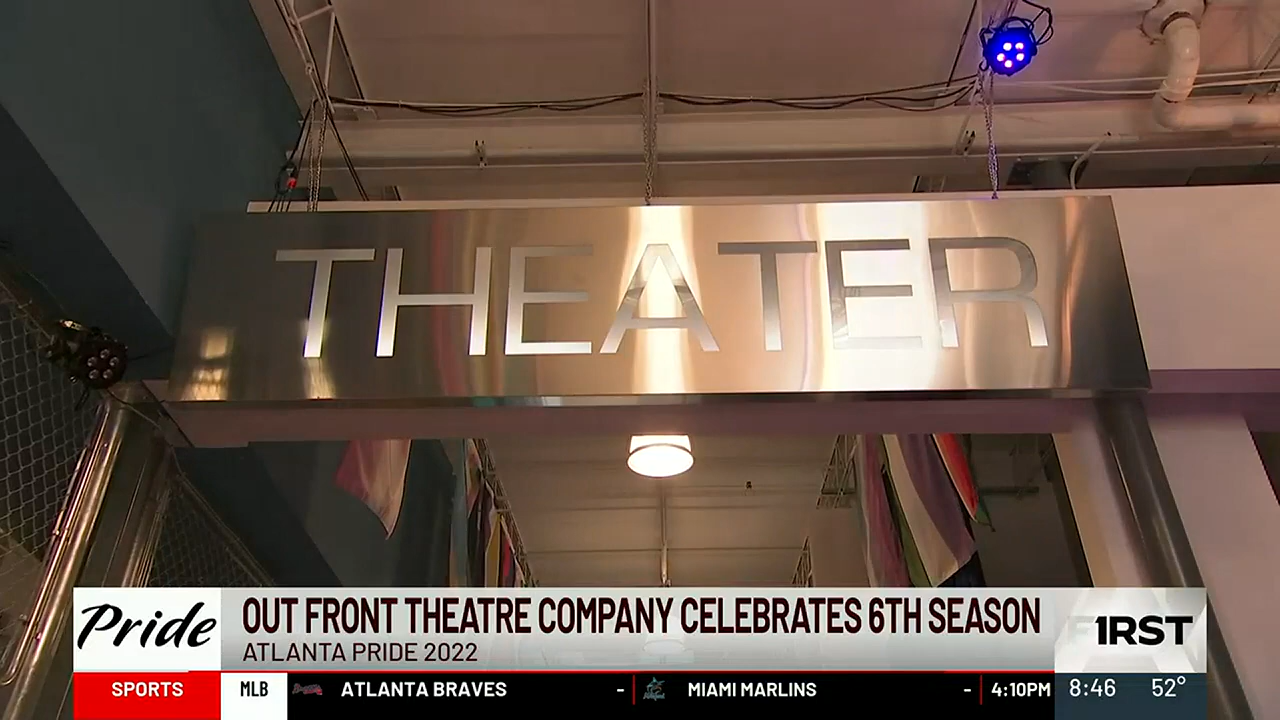 THEATER
Pride
OUT FRONT THEATRE COMPANY CELEBRATES 6TH SEASON
ATLANTA PRIDE 2022
1RST
SPORTS MLB ATLANTA BRAVES - MIAMI MARLINS - 4:10PM 8:46 52°